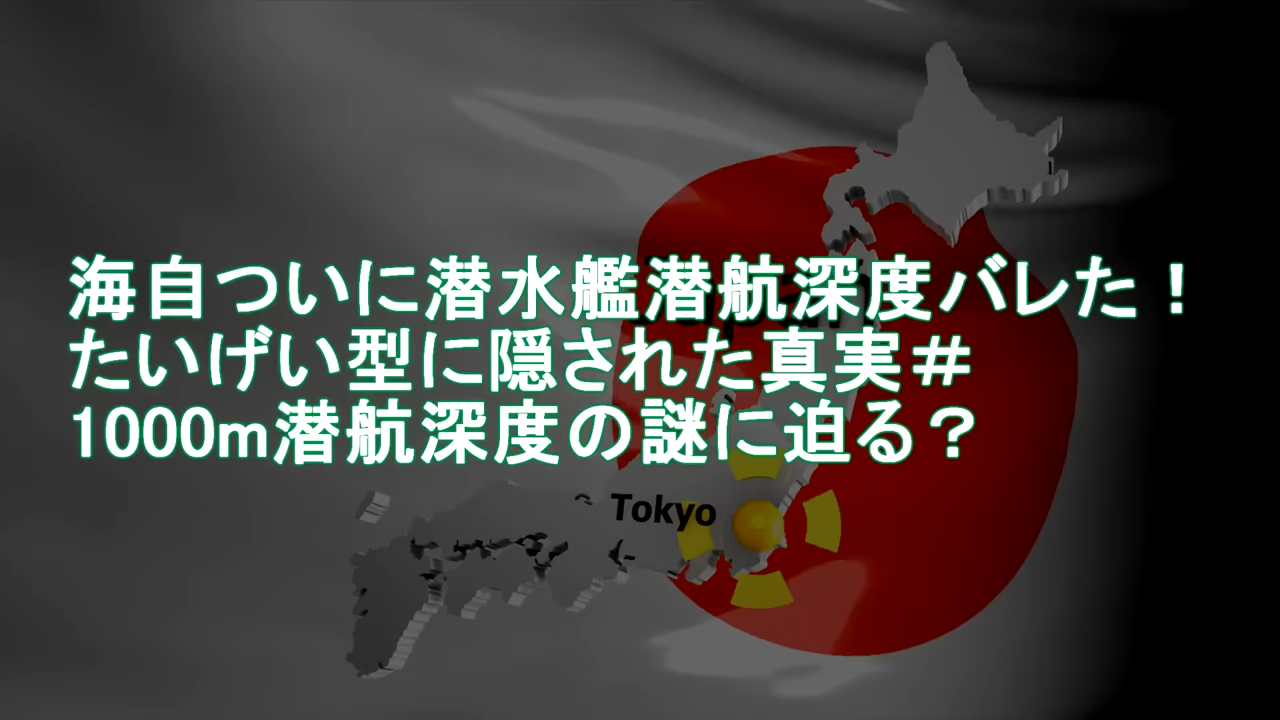 海自ついに潜水艦潜航深度バレた！
たいげい型に隠された真実＃
1000m潜航深度の謎に迫る？
Tokyo